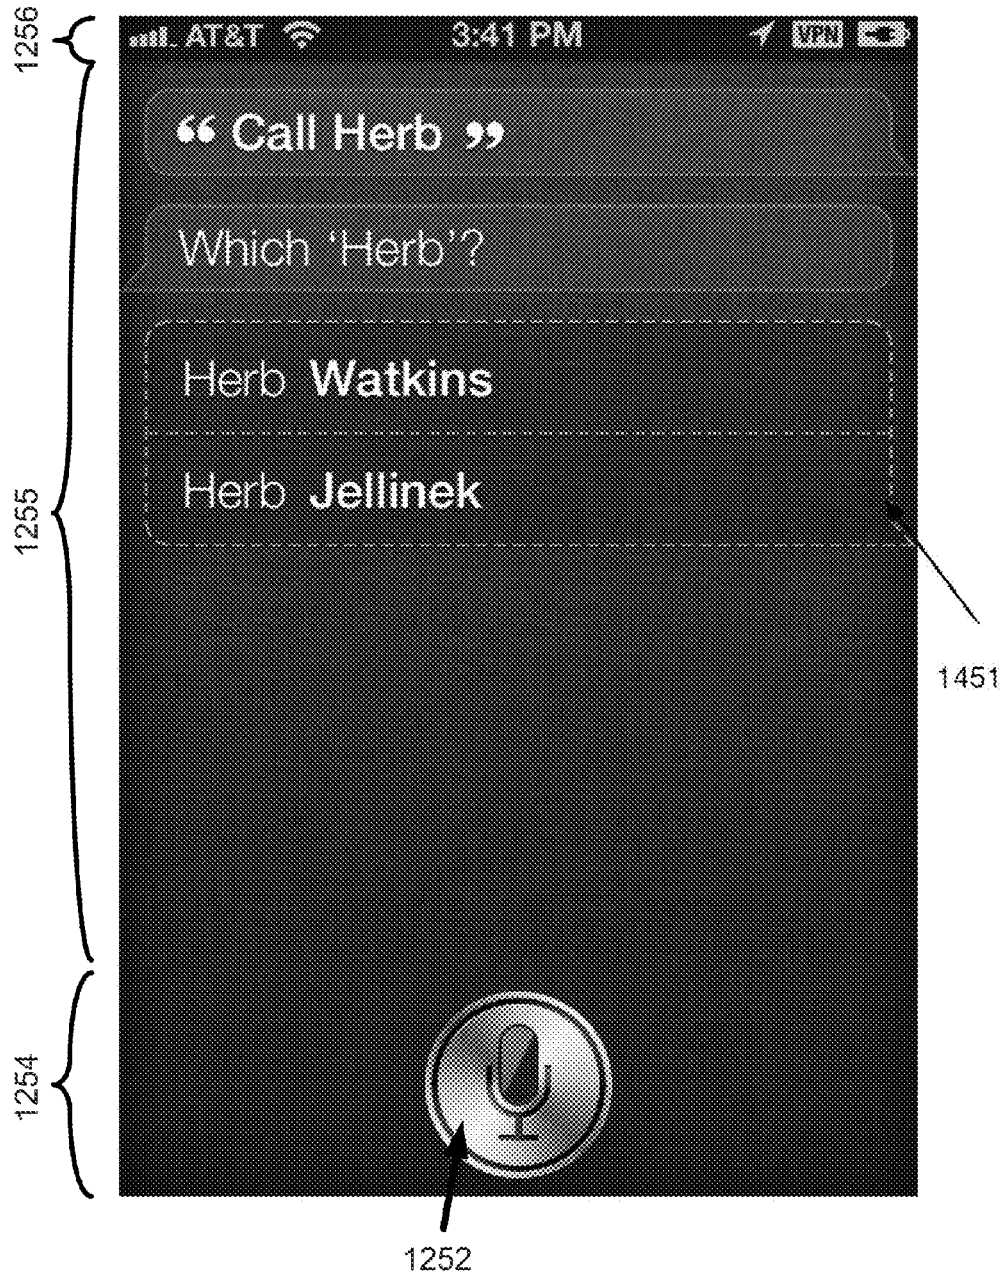 1256
AT&T 3:41 PM VPN
“ Call Herb ”
Which ‘Herb’?
Herb Watkins
Herb Jellinek
1255
1451
1254
1252